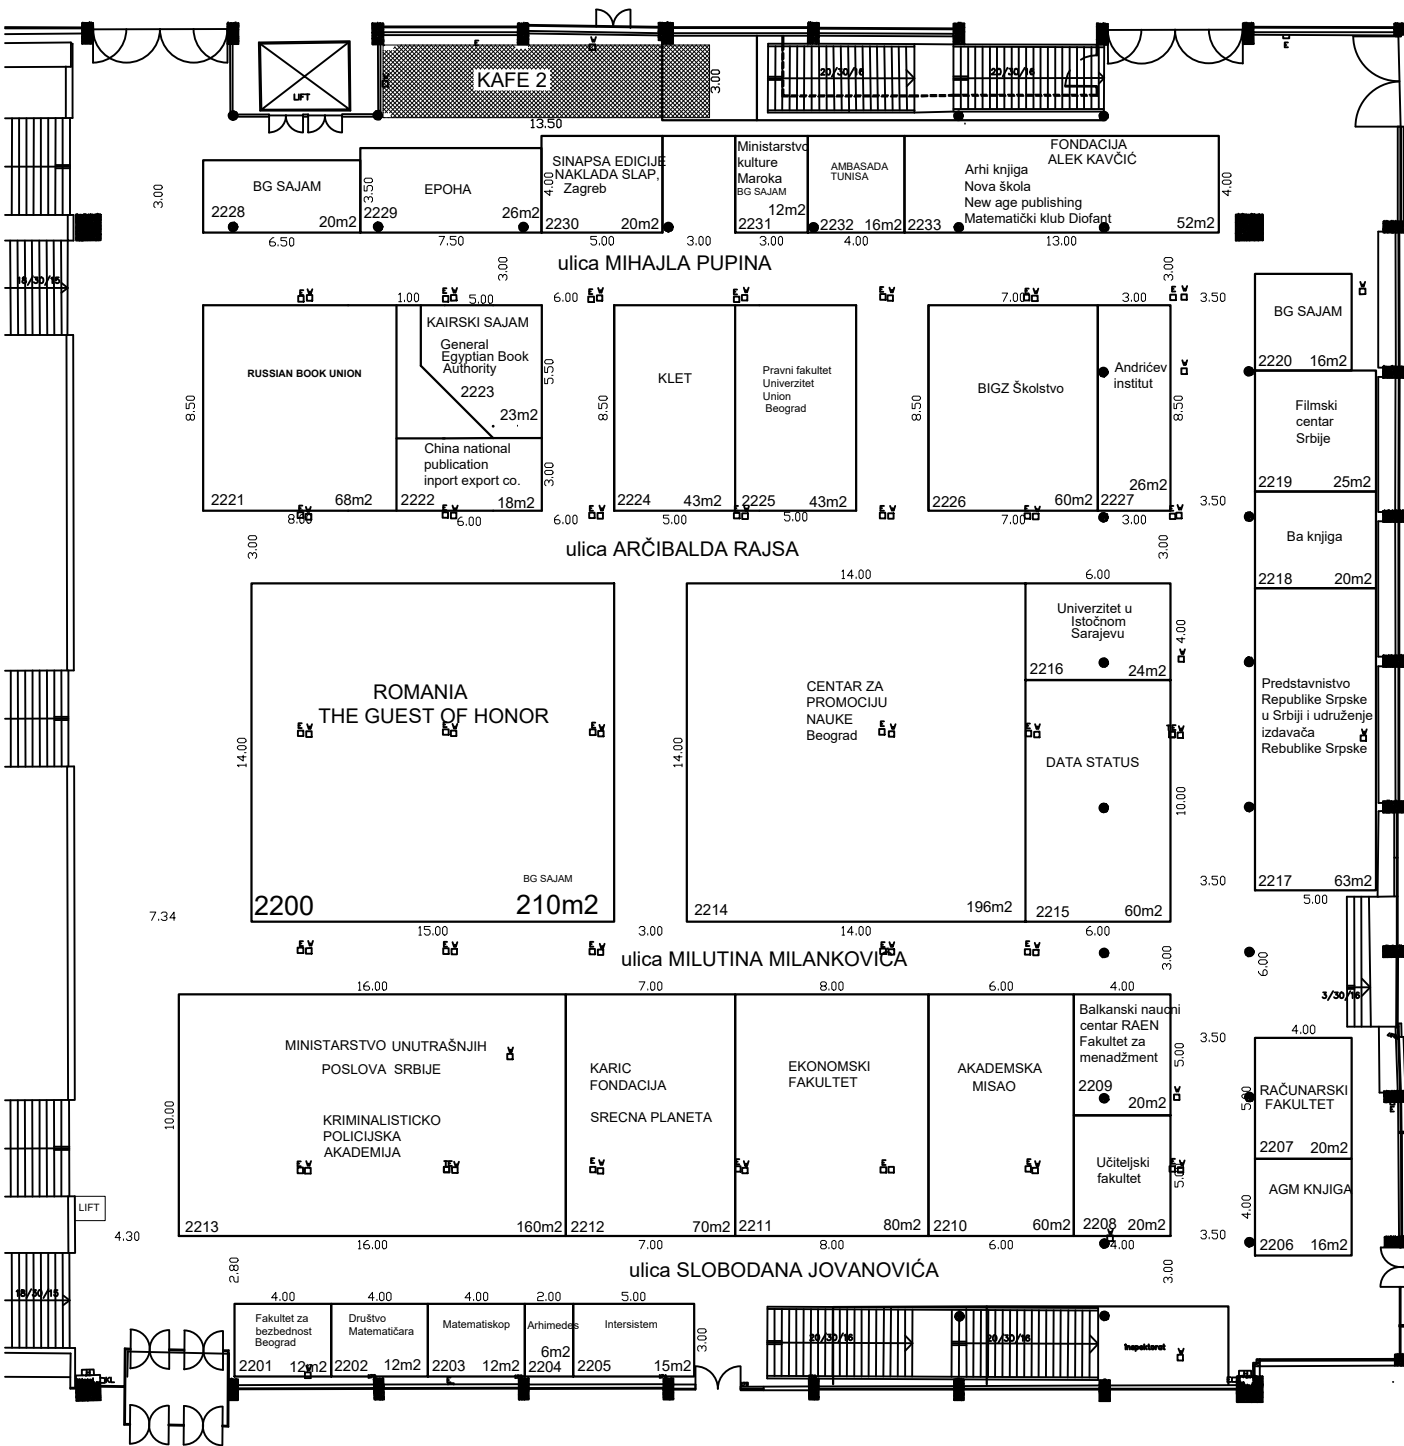 KAFE 2
LIFT
20/30/16
20/30/16
3.00
13.50
3.00
BG SAJAM
2228
20m2
6.50
3.50
EPOHA
2229
26m2
7.50
4.00
SINAPSA EDICIJE
NAKLADA SLAP,
Zagreb
2230
20m2
5.00
3.00
Ministarstvo
kulture
Maroka
BG SAJAM
12m2
2231
3.00
AMBASADA
TUNISA
2232
16m2
4.00
FONDACIJA
ALEK KAVČIĆ
Arhi knjiga
Nova škola
New age publishing
Matematički klub Diofant
2233
52m2
13.00
4.00
ulica MIHAJLA PUPINA
3.00
3.00
18/30/15
1.00
5.00
6.00
7.00
3.00
3.50
RUSSIAN BOOK UNION
8.50
2221
68m2
8.00
KAIRSKI SAJAM
General
Egyptian Book
Authority
2223
23m2
5.50
China national
publication
inport export co.
2222
18m2
6.00
3.00
6.00
KLET
8.50
2224
43m2
5.00
Pravni fakultet
Univerzitet
Union
Beograd
2225
43m2
5.00
BIGZ Školstvo
8.50
2226
60m2
7.00
Andrićev
institut
26m2
2227
3.00
8.50
3.50
BG SAJAM
2220
16m2
Filmski
centar
Srbije
2219
25m2
Ba knjiga
2218
20m2
Predstavnistvo
Republike Srpske
u Srbiji i udruženje
izdavača
Rebublike Srpske
2217
63m2
5.00
3.50
ulica ARČIBALDA RAJSA
3.00
3.00
14.00
6.00
ROMANIA
THE GUEST OF HONOR
14.00
BG SAJAM
2200
210m2
15.00
3.00
CENTAR ZA
PROMOCIJU
NAUKE
Beograd
14.00
2214
196m2
14.00
Univerzitet u
Istočnom
Sarajevu
2216
24m2
4.00
DATA STATUS
10.00
2215
60m2
6.00
7.34
ulica MILUTINA MILANKOVIĆA
3.00
6.00
3/30/16
16.00
7.00
8.00
6.00
4.00
3.50
4.00
MINISTARSTVO UNUTRAŠNJIH
POSLOVA SRBIJE
KRIMINALISTICKO
POLICIJSKA
AKADEMIJA
10.00
2213
160m2
16.00
KARIC
FONDACIJA
SRECNA PLANETA
2212
70m2
7.00
EKONOMSKI
FAKULTET
2211
80m2
8.00
AKADEMSKA
MISAO
2210
60m2
6.00
Balkanski naucni
centar RAEN
Fakultet za
menadžment
2209
20m2
5.00
Učiteljski
fakultet
2208
20m2
5.00
4.00
RAČUNARSKI
FAKULTET
5.00
2207
20m2
AGM KNJIGA
4.00
2206
16m2
3.50
LIFT
4.30
2.80
ulica SLOBODANA JOVANOVIĆA
3.00
18/30/15
4.00
4.00
4.00
2.00
5.00
Fakultet za
bezbednost
Beograd
2201
12m2
Društvo
Matematičara
2202
12m2
Matematiskop
2203
12m2
Arhimedes
6m2
2204
Intersistem
2205
15m2
3.00
20/30/16
20/30/16
Inspektorat